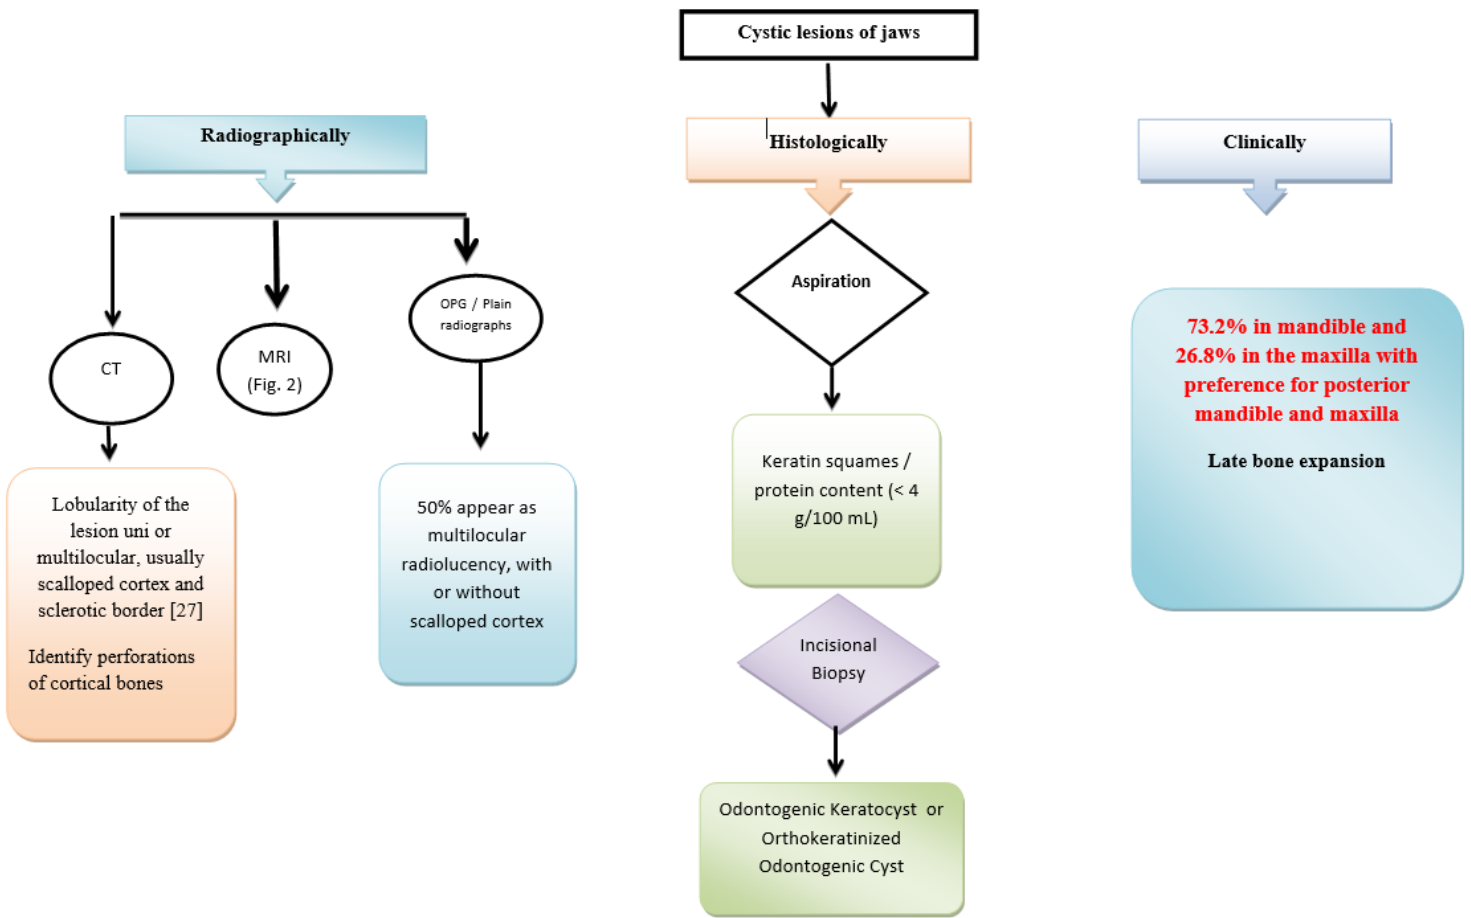 Cystic lesions of jaws
Radiographically
Histologically
Clinically
CT
MRI
(Fig. 2)
OPG / Plain
radiographs
Aspiration
Lobularity of the
lesion uni or
multilocular, usually
scalloped cortex and
sclerotic border [27]
Identify perforations
of cortical bones
50% appear as
multilocular
radiolucency, with
or without
scalloped cortex
Keratin squames /
protein content (< 4
g/100 mL)
Incisional
Biopsy
Odontogenic Keratocyst or
Orthokeratinized
Odontogenic Cyst
73.2% in mandible and
26.8% in the maxilla with
preference for posterior
mandible and maxilla
Late bone expansion